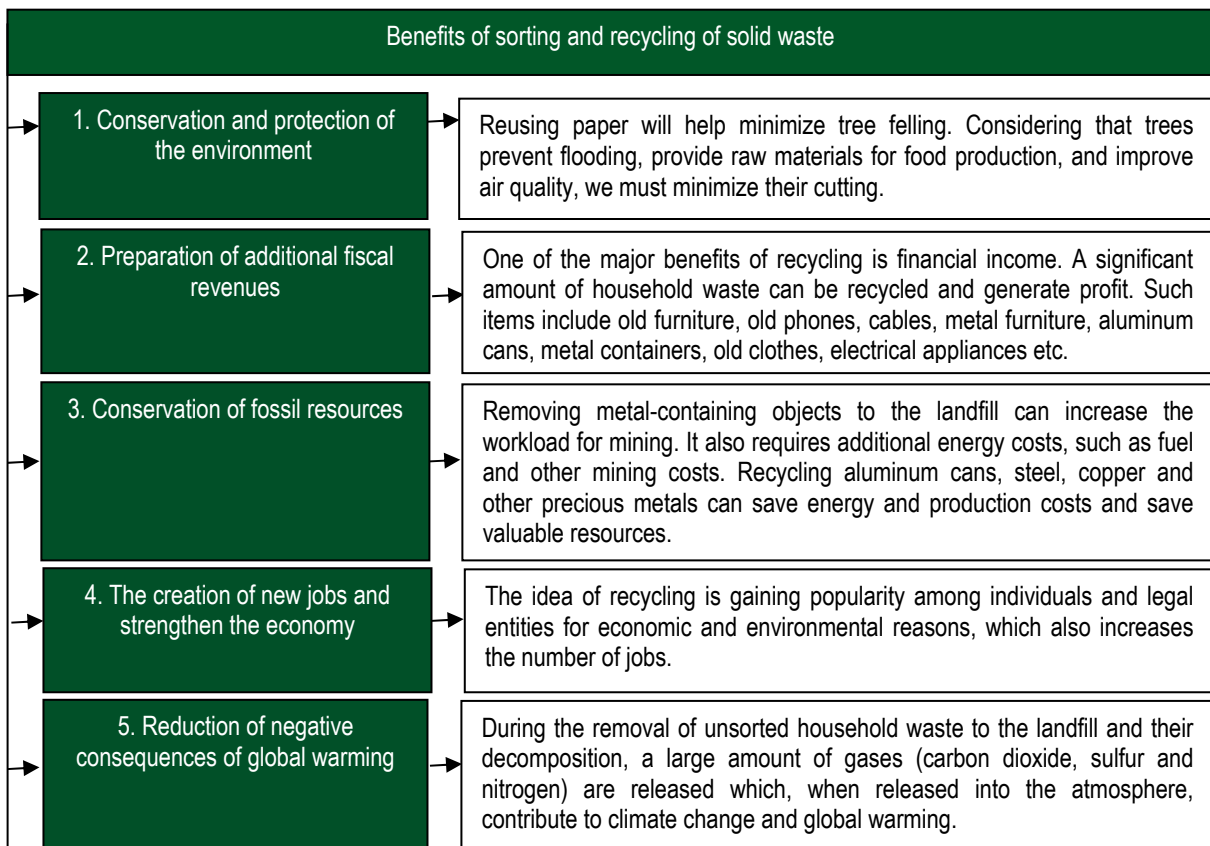 Benefits of sorting and recycling of solid waste
1. Conservation and protection of
the environment
Reusing paper will help minimize tree felling. Considering that trees
prevent flooding, provide raw materials for food production, and improve
air quality, we must minimize their cutting.
2. Preparation of additional fiscal
revenues
One of the major benefits of recycling is financial income. A significant
amount of household waste can be recycled and generate profit. Such
items include old furniture, old phones, cables, metal furniture, aluminum
cans, metal containers, old clothes, electrical appliances etc.
3. Conservation of fossil resources
Removing metal-containing objects to the landfill can increase the
workload for mining. It also requires additional energy costs, such as fuel
and other mining costs. Recycling aluminum cans, steel, copper and
other precious metals can save energy and production costs and save
valuable resources.
4. The creation of new jobs and
strengthen the economy
The idea of recycling is gaining popularity among individuals and legal
entities for economic and environmental reasons, which also increases
the number of jobs.
5. Reduction of negative
consequences of global warming
During the removal of unsorted household waste to the landfill and their
decomposition, a large amount of gases (carbon dioxide, sulfur and
nitrogen) are released which, when released into the atmosphere,
contribute to climate change and global warming.